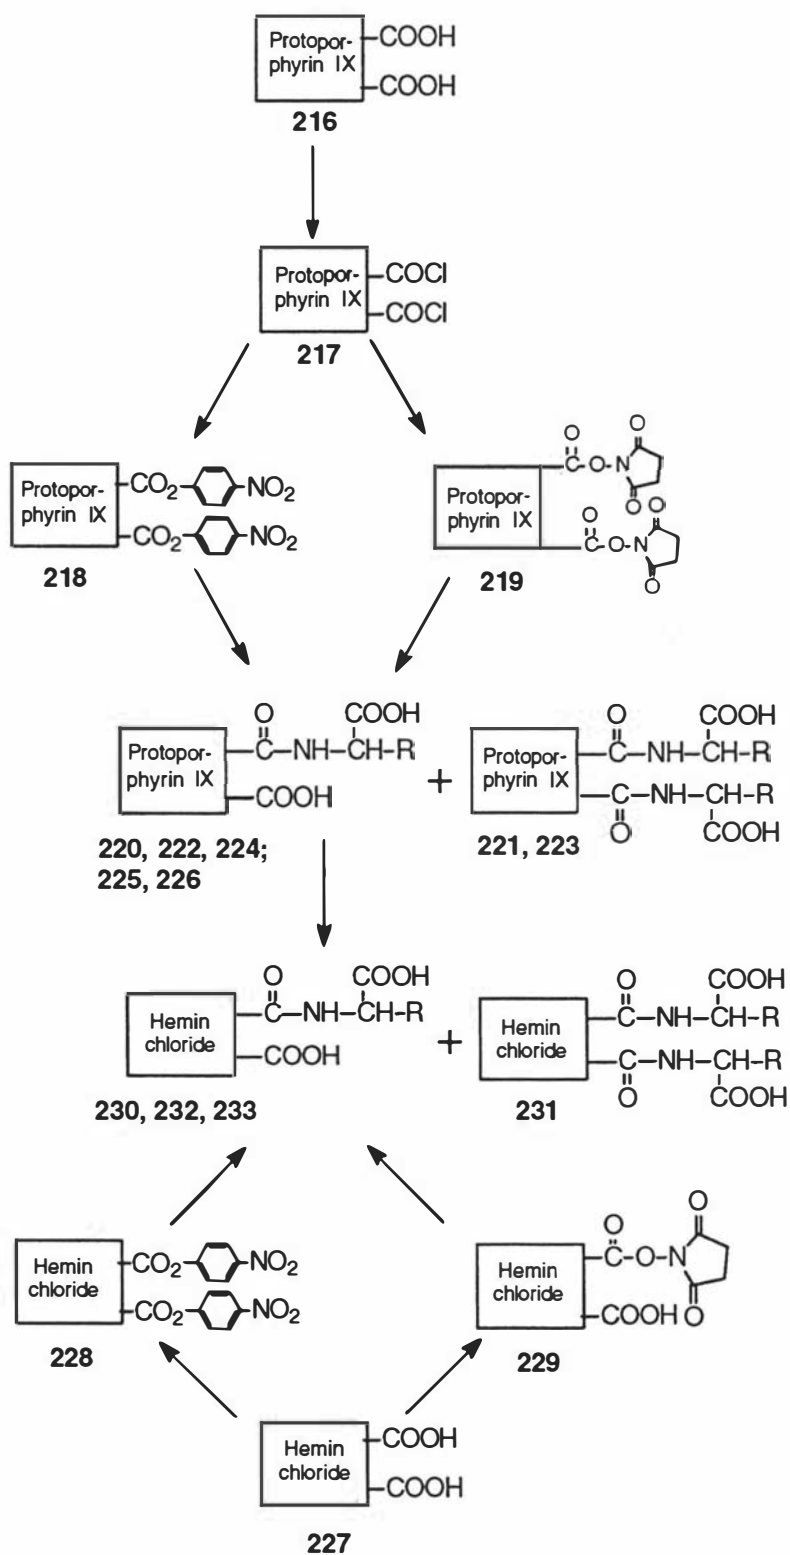 Protopor-
phyrin IX
COOH
COOH
216
Protopor-
phyrin IX
COCl
COCl
217
Protopor-
phyrin IX
CO2 NO2
CO2 NO2
218
Protopor-
phyrin IX
O
C-O-N
O
O
O
C-O-N
O
O
219
Protopor-
phyrin IX
O
C-NH-CH-R
COOH
COOH
220, 222, 224;
225, 226
+
Protopor-
phyrin IX
O
C-NH-CH-R
COOH
C-NH-CH-R
O
COOH
221, 223
Hemin
chloride
O
C-NH-CH-R
COOH
COOH
230, 232, 233
+
Hemin
chloride
O
C-NH-CH-R
COOH
C-NH-CH-R
O
COOH
231
Hemin
chloride
CO2 NO2
CO2 NO2
228
Hemin
chloride
O
C-O-N
O
O
COOH
229
Hemin
chloride
COOH
COOH
227